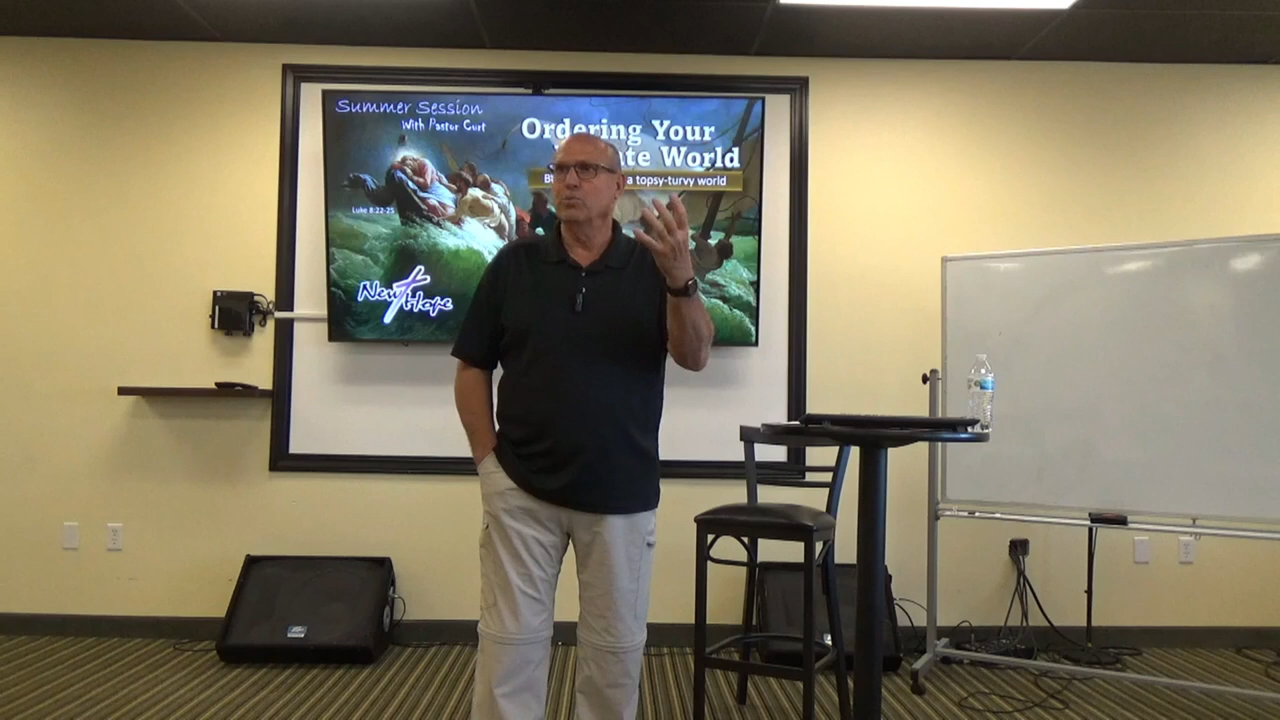 Summer Session
With Pastor Curt
Ordering Your
World
a topsy-turvy world
Luke 8:22-25
New Hope